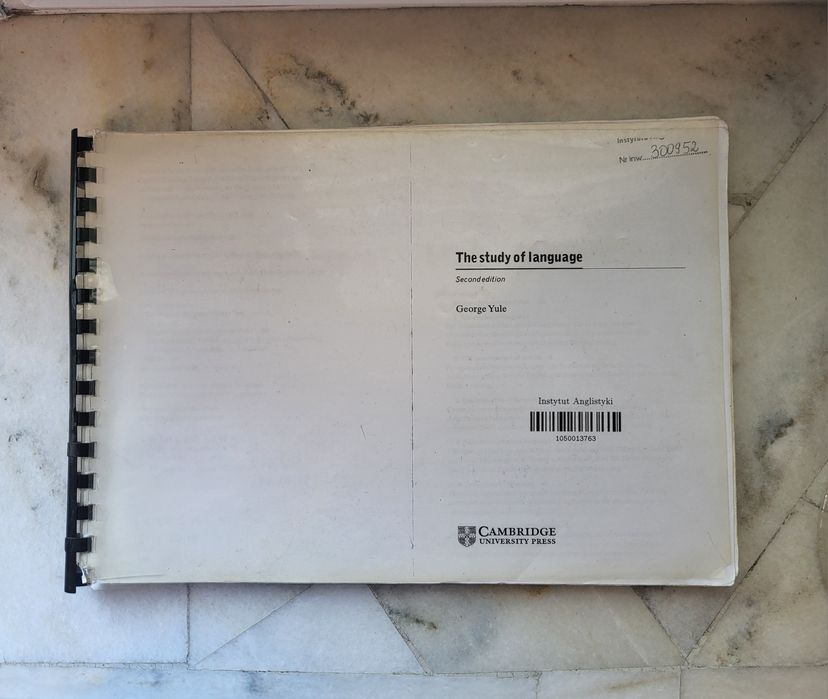 Nr inw. 300952
The study of language
Second edition
George Yule
Instytut Anglistyki
1050013763
CAMBRIDGE
UNIVERSITY PRESS